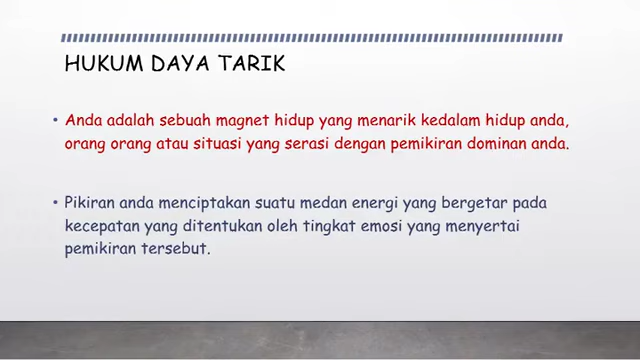 HUKUM DAYA TARIK
• Anda adalah sebuah magnet hidup yang menarik kedalam hidup anda,
orang orang atau situasi yang serasi dengan pemikiran dominan anda.
• Pikiran anda menciptakan suatu medan energi yang bergetar pada
kecepatan yang ditentukan oleh tingkat emosi yang menyertai
pemikiran tersebut.